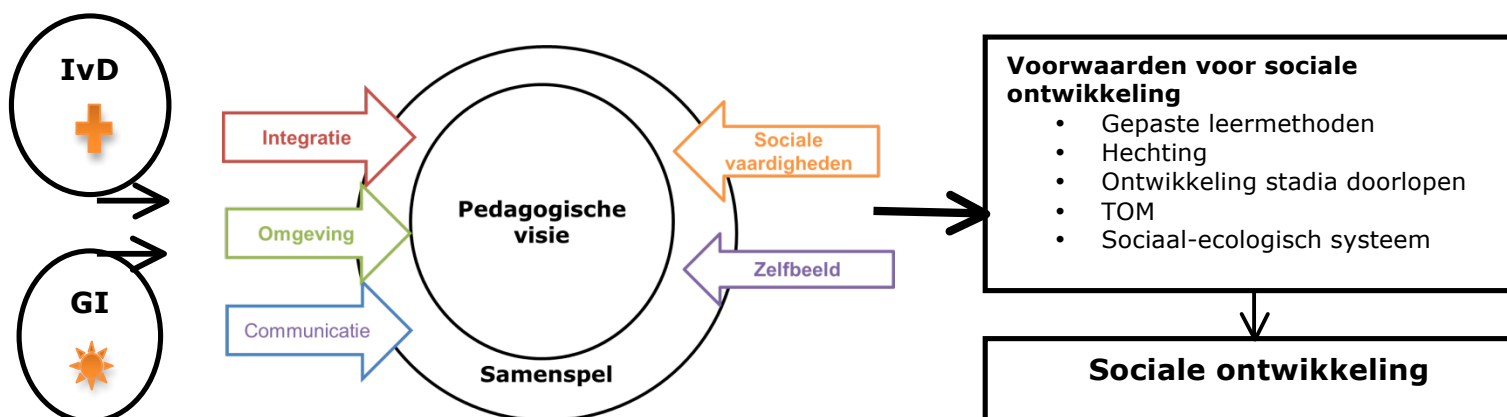 IvD
GI
Integratie
Omgeving
Communicatie
Pedagogische
visie
Samenspel
Sociale
vaardigheden
Zelfbeeld
Voorwaarden voor sociale
ontwikkeling
• Gepaste leermethoden
• Hechting
• Ontwikkeling stadia doorlopen
• TOM
• Sociaal-ecologisch systeem
Sociale ontwikkeling